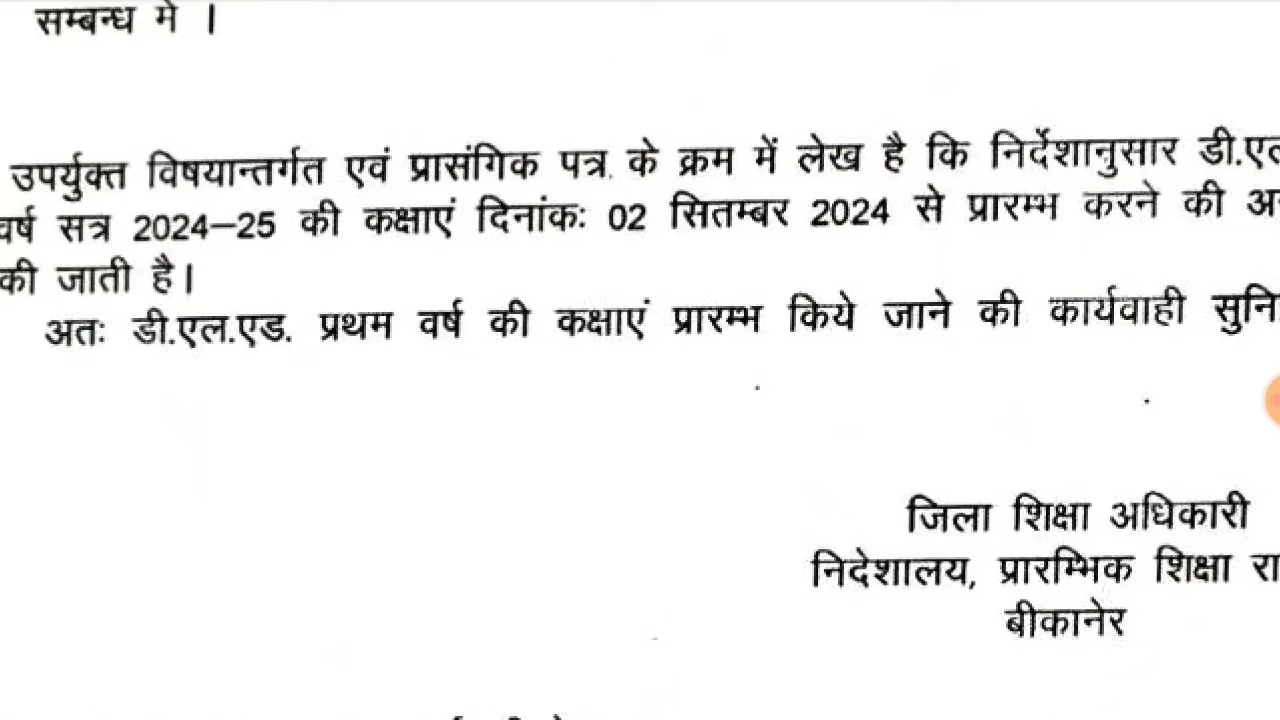 सम्बन्ध मे ।
उपर्युक्त विषयान्तर्गत एवं प्रासंगिक पत्र के क्रम में लेख है कि निर्देशानुसार डी.एल
वर्ष सत्र 2024–25 की कक्षाएं दिनांकः 02 सितम्बर 2024 से प्रारम्भ करने की
की जाती है।
अतः डी.एल.एड. प्रथम वर्ष की कक्षाएं प्रारम्भ किये जाने की कार्यवाही सुनि
जिला शिक्षा अधिकारी
निदेशालय, प्रारम्भिक शिक्षा रा
बीकानेर